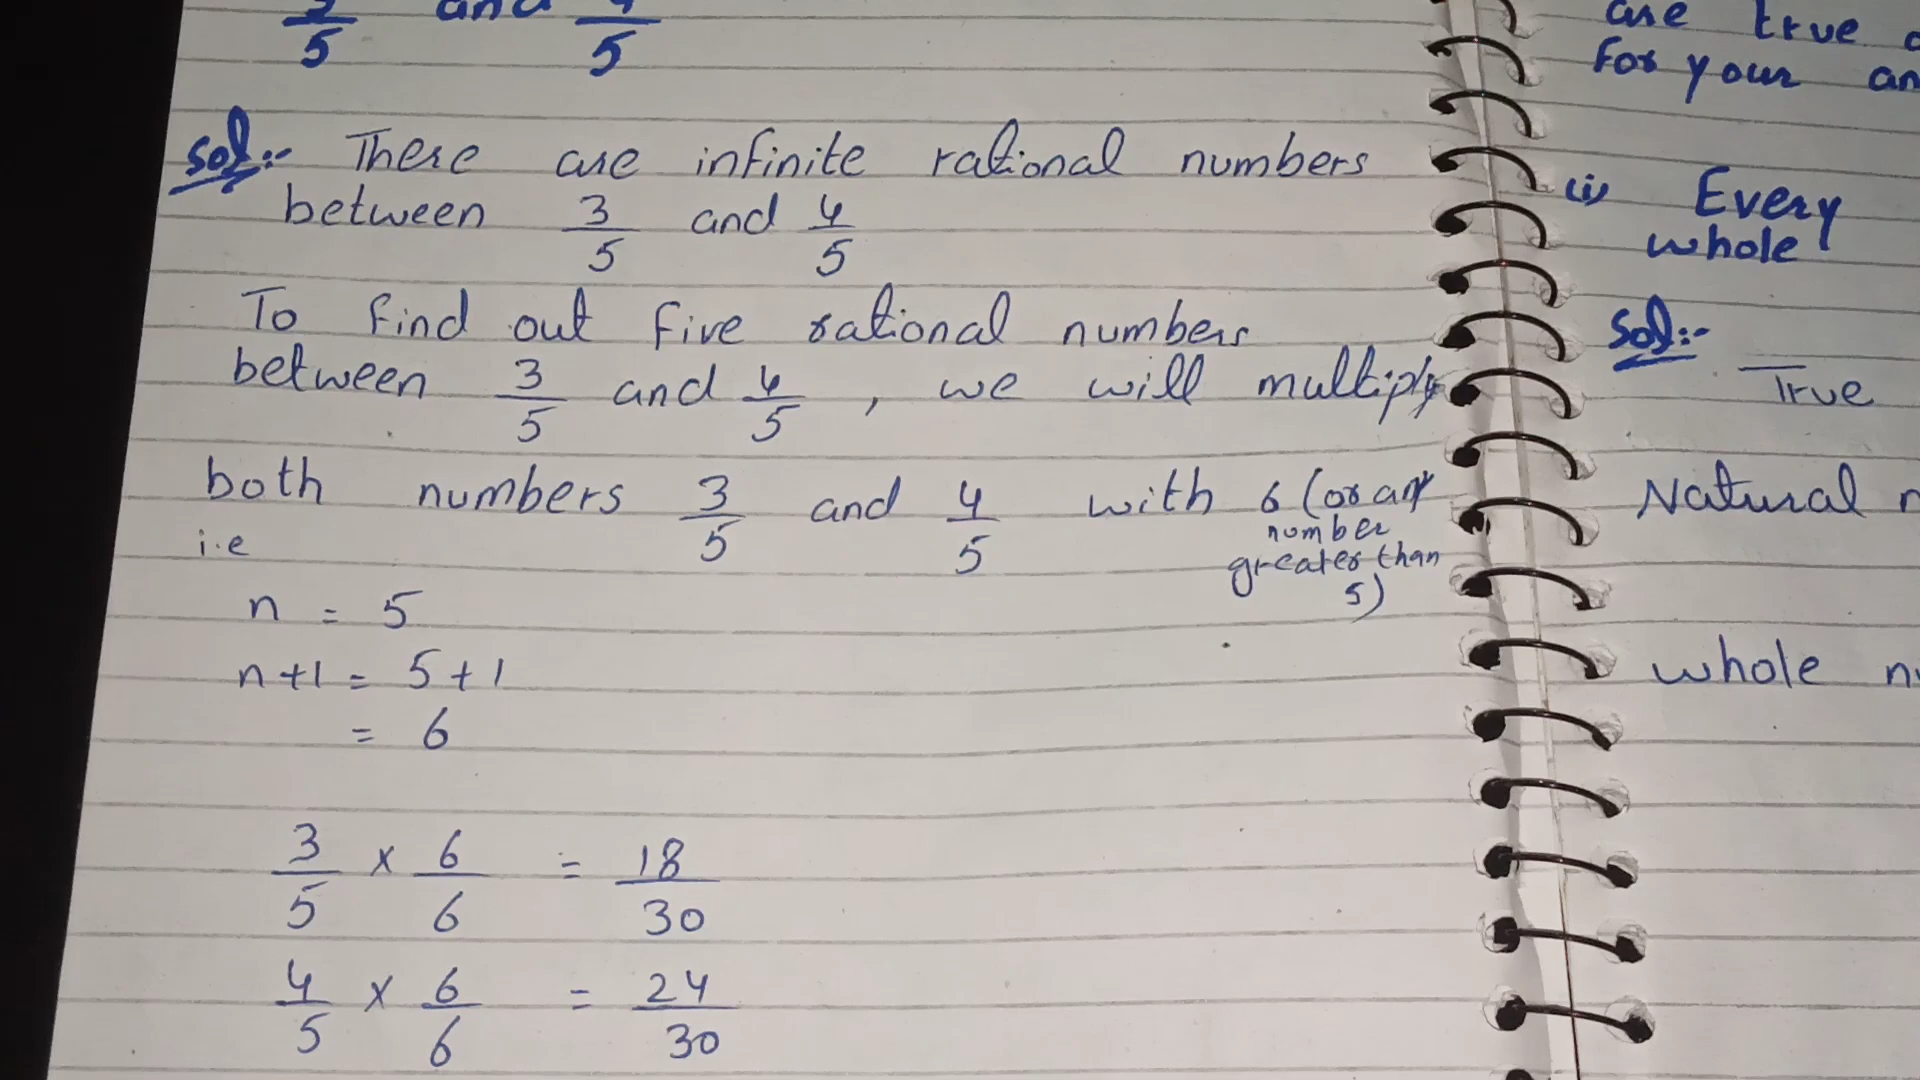 5 and 5
Sol:- There are infinite rational numbers
between 3/5 and 4/5
To find out five rational numbers
between 3/5 and 4/5, we will multiply
both numbers 3/5 and 4/5 with 6 (or any
number
greater than
5)
i.e
n = 5
n+1 = 5+1
= 6
3/5 × 6/6 = 18/30
4/5 × 6/6 = 24/30
are true
for your an
(i) Every
whole
Sol:-
True
Natural n
whole nu